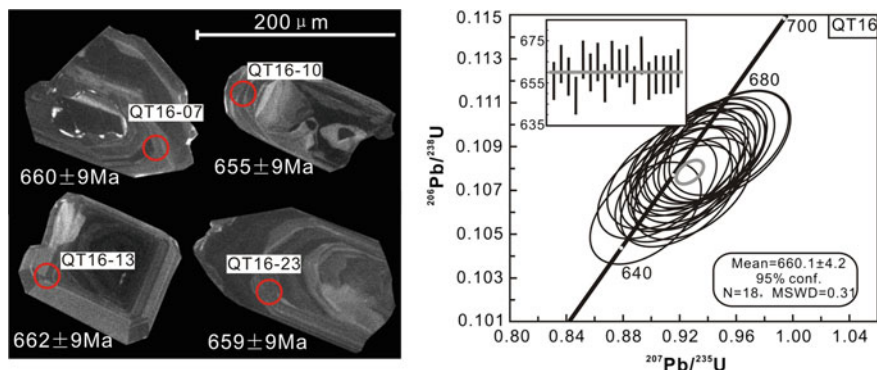 200 μm
QT16-07
660±9Ma
QT16-10
655±9Ma
QT16-13
662±9Ma
QT16-23
659±9Ma
0.115
0.113
0.111
0.109
0.107
0.105
0.103
0.101
206Pb/238U
675
655
635
700
QT16
680
640
Mean=660.1±4.2
95% conf.
N=18, MSWD=0.31
0.80 0.84 0.88 0.92 0.96 1.00 1.04
207Pb/235U